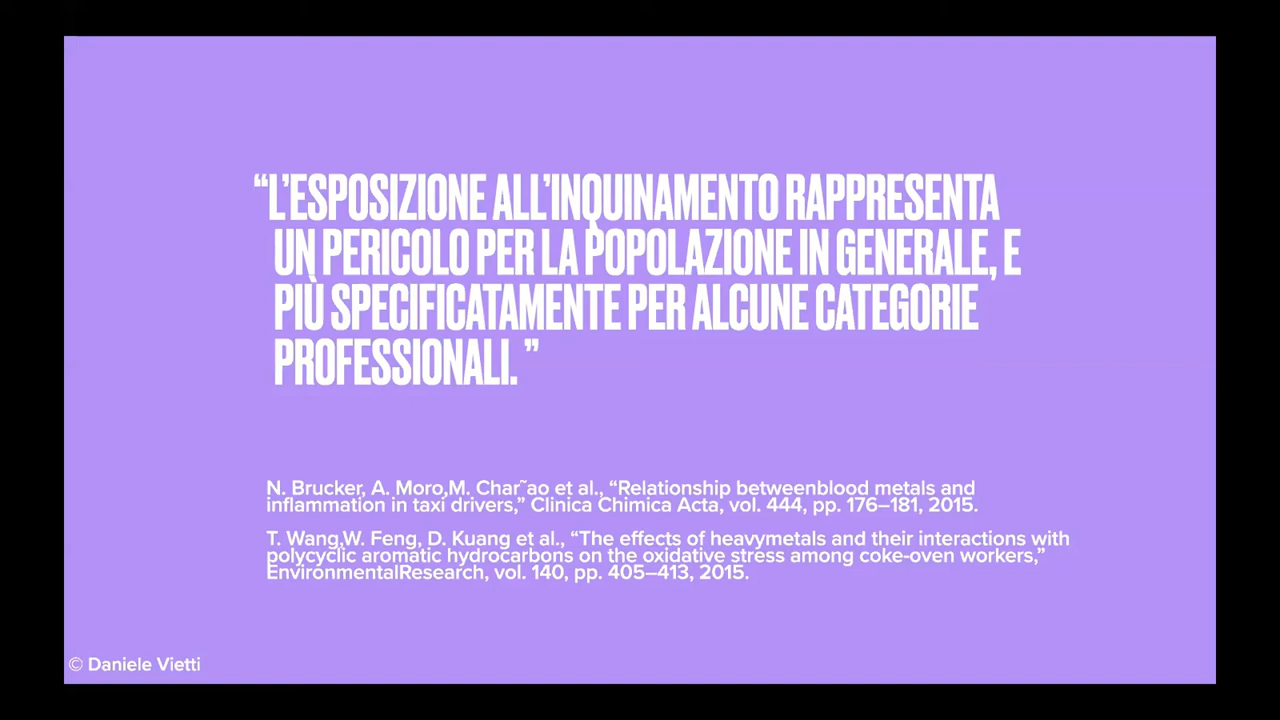 “L’ESPOSIZIONE ALL’INQUINAMENTO RAPPRESENTA
UN PERICOLO PER LA POPOLAZIONE IN GENERALE, E
PIÙ SPECIFICATAMENTE PER ALCUNE CATEGORIE
PROFESSIONALI. ”
N. Brucker, A. Moro,M. Char˜ao et al., “Relationship betweenblood metals and
inflammation in taxi drivers,” Clinica Chimica Acta, vol. 444, pp. 176–181, 2015.
T. Wang,W. Feng, D. Kuang et al., “The effects of heavymetals and their interactions with
polycyclic aromatic hydrocarbons on the oxidative stress among coke-oven workers,”
EnvironmentalResearch, vol. 140, pp. 405–413, 2015.
© Daniele Vietti